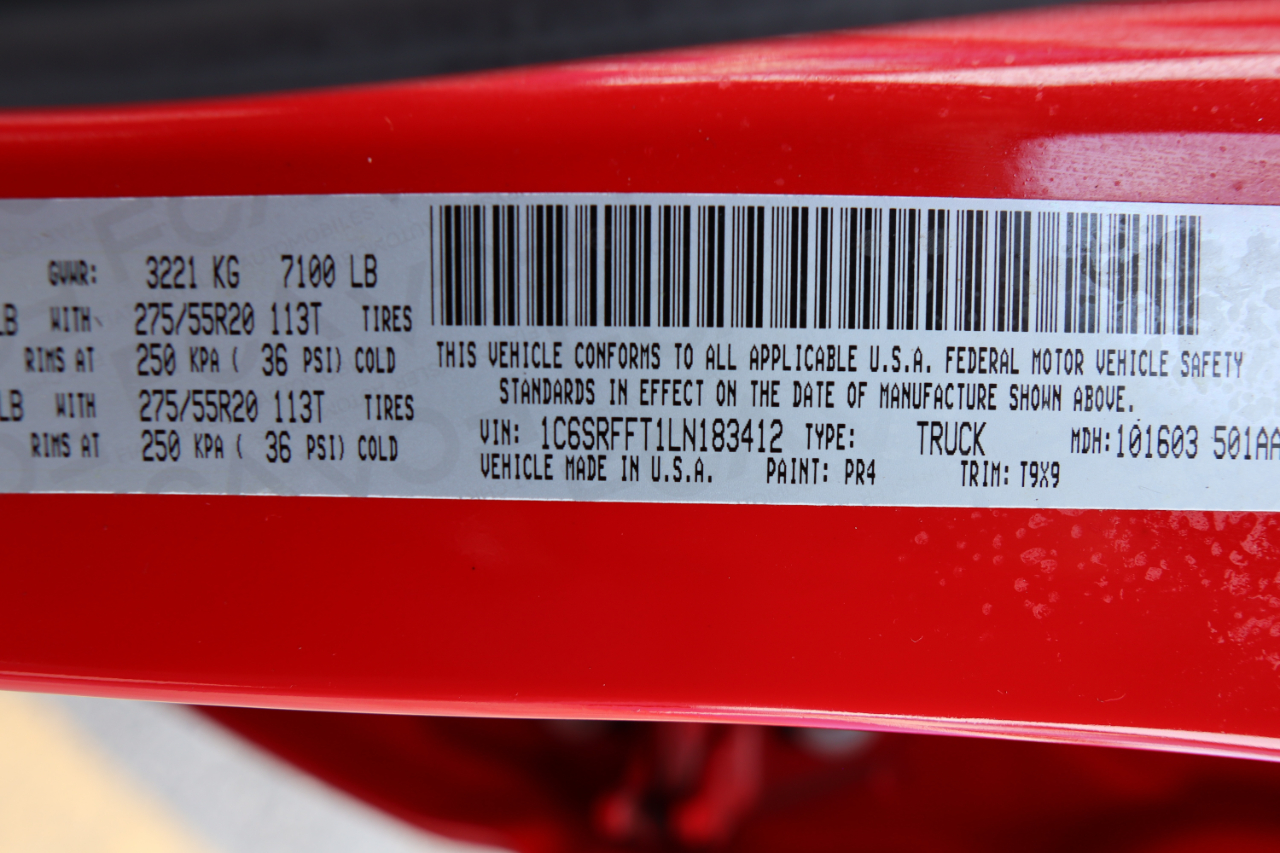 GVWR: 3221 KG 7100 LB
LB WITH 275/55R20 113T TIRES
RIMS AT 250 KPA ( 36 PSI) COLD
LB WITH 275/55R20 113T TIRES
RIMS AT 250 KPA ( 36 PSI) COLD
THIS VEHICLE CONFORMS TO ALL APPLICABLE U.S.A. FEDERAL MOTOR VEHICLE SAFETY
STANDARDS IN EFFECT ON THE DATE OF MANUFACTURE SHOWN ABOVE.
VIN: 1C6SRFFT1LN183412 TYPE: TRUCK MDH:101603 501AA
VEHICLE MADE IN U.S.A. PAINT: PR4 TRIM: T9X9